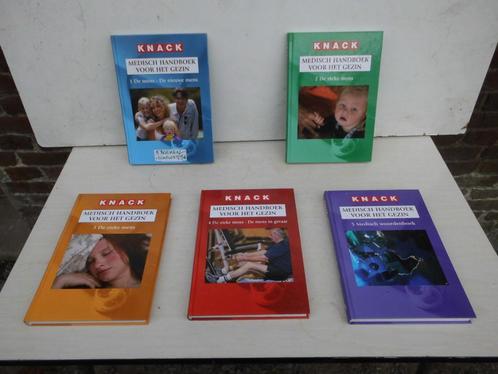 KNACK
MEDISCH HANDBOEK
VOOR HET GEZIN
1 De mens - De nieuwe mens
KNACK
MEDISCH HANDBOEK
VOOR HET GEZIN
2 De zieke mens
KNACK
MEDISCH HANDBOEK
VOOR HET GEZIN
3 De zieke mens
KNACK
MEDISCH HANDBOEK
VOOR HET GEZIN
4 De zieke mens - De mens in gevaar
KNACK
MEDISCH HANDBOEK
VOOR HET GEZIN
5 Medisch woordenboek